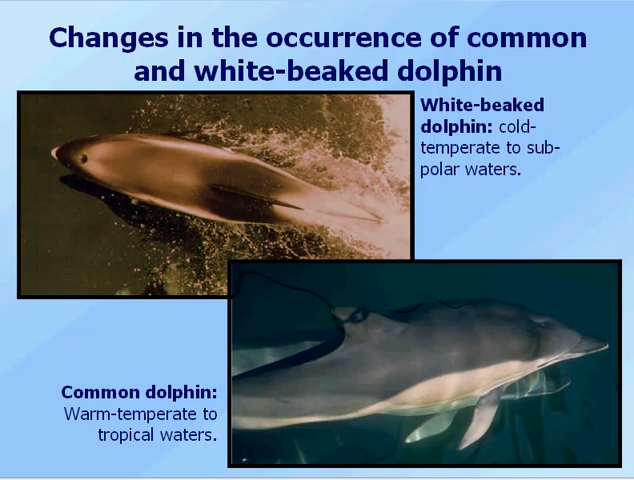 Changes in the occurrence of common
and white-beaked dolphin
White-beaked
dolphin: cold-
temperate to sub-
polar waters.
Common dolphin:
Warm-temperate to
tropical waters.